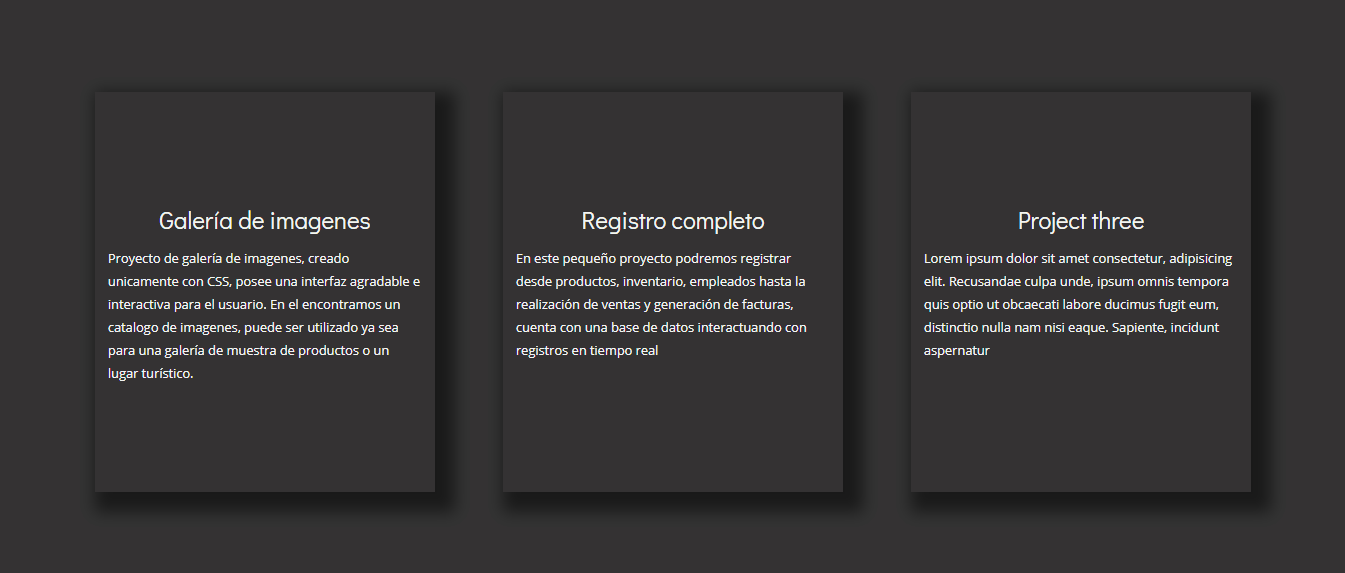 Galería de imagenes
Proyecto de galería de imagenes, creado
unicamente con CSS, posee una interfaz agradable e
interactiva para el usuario. En el encontramos un
catalogo de imagenes, puede ser utilizado ya sea
para una galería de muestra de productos o un
lugar turístico.
Registro completo
En este pequeño proyecto podremos registrar
desde productos, inventario, empleados hasta la
realización de ventas y generación de facturas,
cuenta con una base de datos interactuando con
registros en tiempo real
Project three
Lorem ipsum dolor sit amet consectetur, adipisicing
elit. Recusandae culpa unde, ipsum omnis tempora
quis optio ut obcaecati labore ducimus fugit eum,
distinctio nulla nam nisi eaque. Sapiente, incidunt
aspernatur